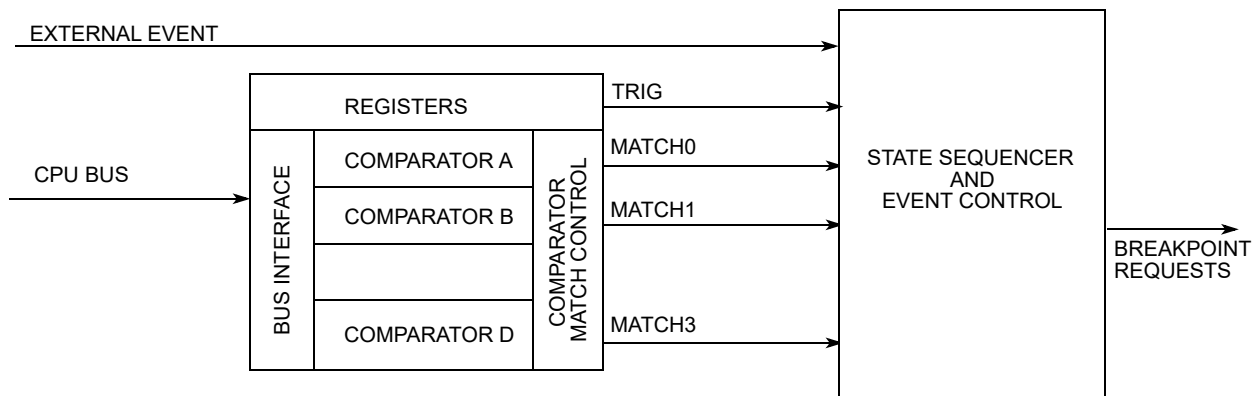 EXTERNAL EVENT
REGISTERS
TRIG
CPU BUS
BUS INTERFACE
COMPARATOR A
COMPARATOR B
COMPARATOR D
COMPARATOR
MATCH CONTROL
MATCH0
MATCH1
MATCH3
STATE SEQUENCER
AND
EVENT CONTROL
BREAKPOINT
REQUESTS